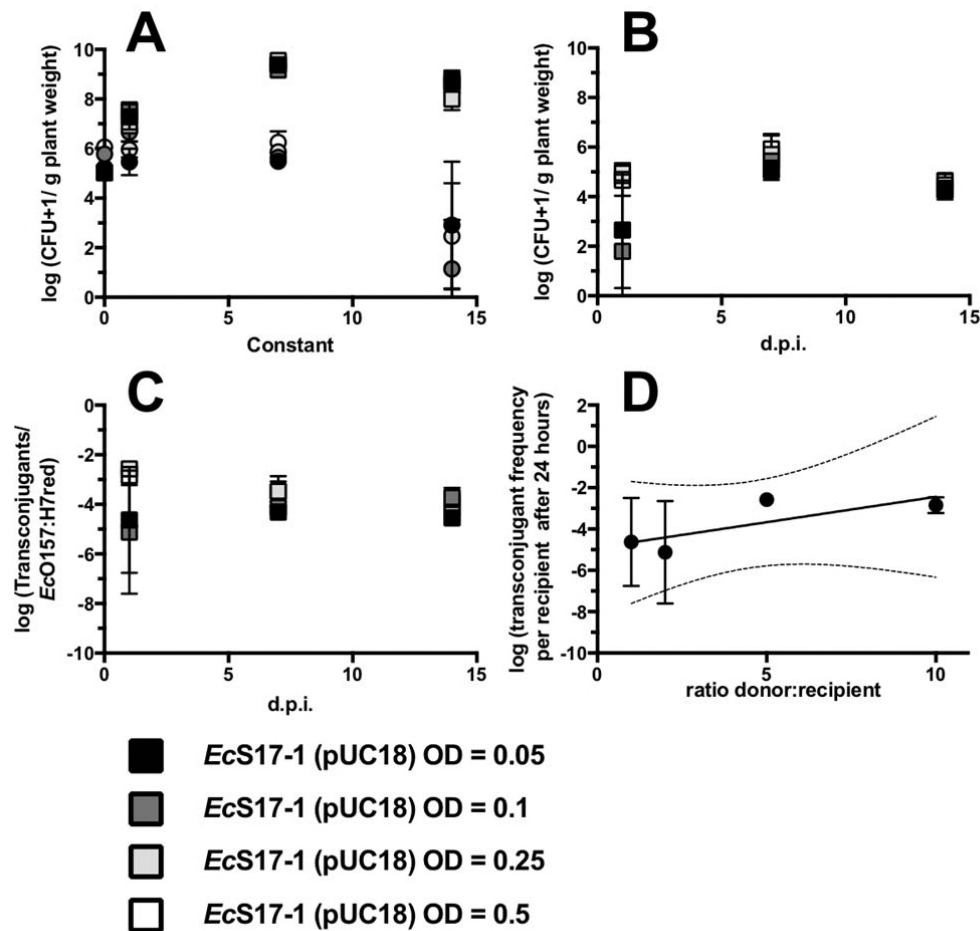 A
log (CFU+1/ g plant weight)
10
8
6
4
2
0
0 5 10 15
Constant
B
log (CFU+1/ g plant weight)
10
8
6
4
2
0
0 5 10 15
d.p.i.
C
log (Transconjugants/
EcO157:H7red)
0
-2
-4
-6
-8
-10
0 5 10 15
d.p.i.
D
log (transconjugant frequency
per recipient after 24 hours)
2
0
-2
-4
-6
-8
-10
0 5 10
ratio donor:recipient
EcS17-1 (pUC18) OD = 0.05
EcS17-1 (pUC18) OD = 0.1
EcS17-1 (pUC18) OD = 0.25
EcS17-1 (pUC18) OD = 0.5